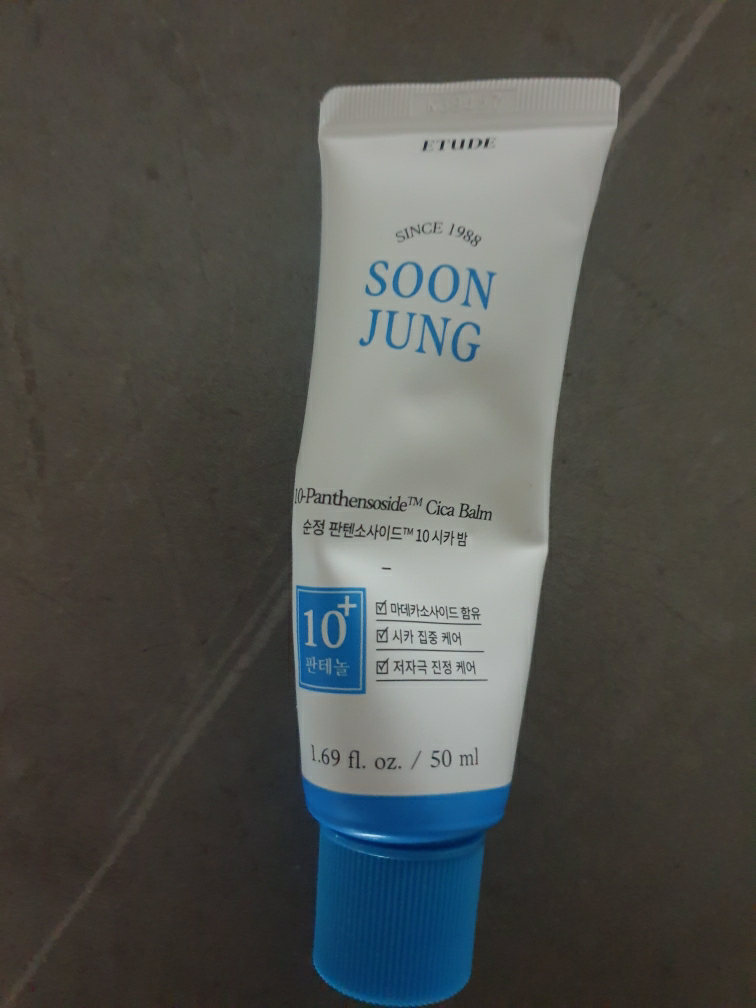 ETUDE
SINCE 1988
SOON
JUNG
10-Panthensoside™ Cica Balm
순정 판텐소사이드™ 10 시카 밤
10+
판테놀
마데카소사이드 함유
시카 집중 케어
저자극 진정 케어
1.69 fl. oz. / 50 ml